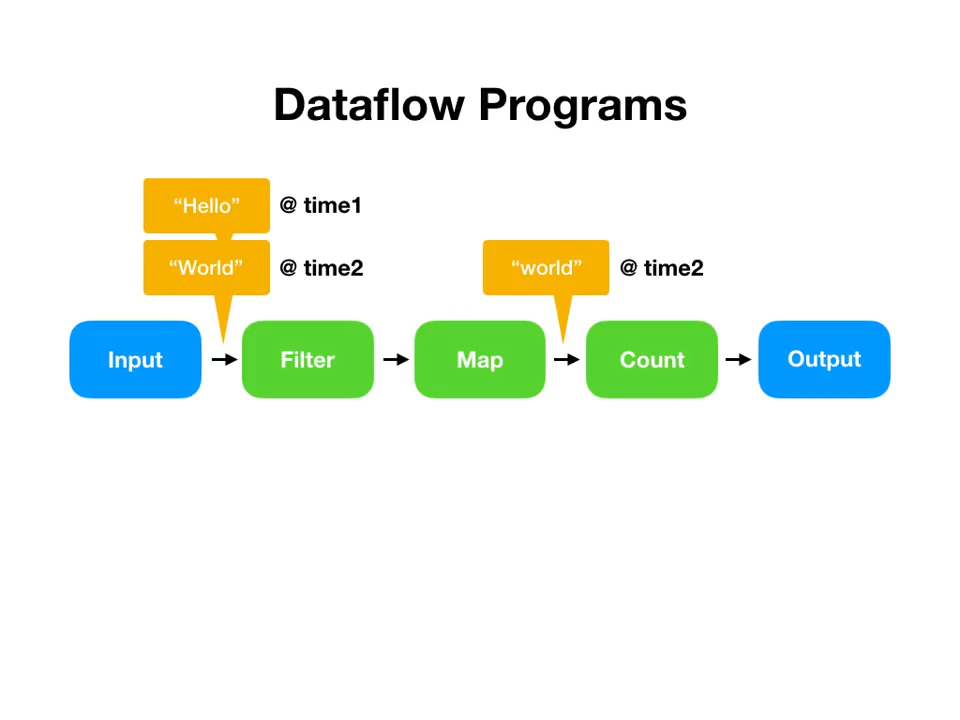 Dataflow Programs
“Hello” @ time1
“World” @ time2
“world” @ time2
Input
Filter
Map
Count
Output